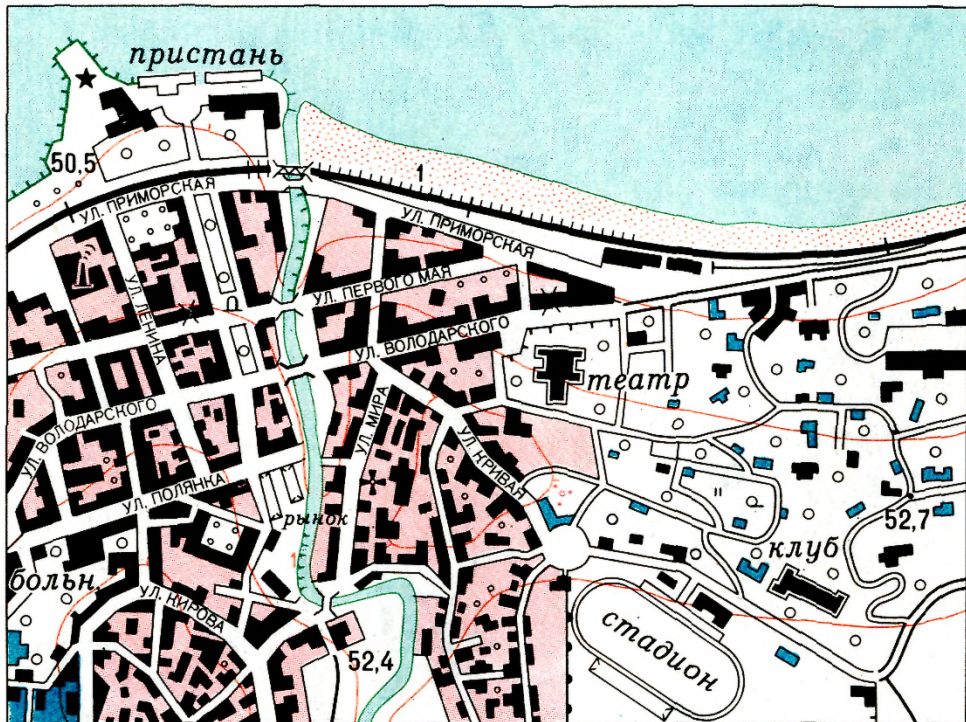 пристань
50,5
1
УЛ. ПРИМОРСКАЯ
УЛ. ПРИМОРСКАЯ
УЛ. ЛЕНИНА
УЛ. ПЕРВОГО МАЯ
УЛ. ВОЛОДАРСКОГО
театр
УЛ. ВОЛОДАРСКОГО
УЛ. МИРА
УЛ. КРИВАЯ
УЛ. ПОЛЯНКА
рынок
52,7
клуб
больн.
УЛ. КИРОВА
стадион
52,4